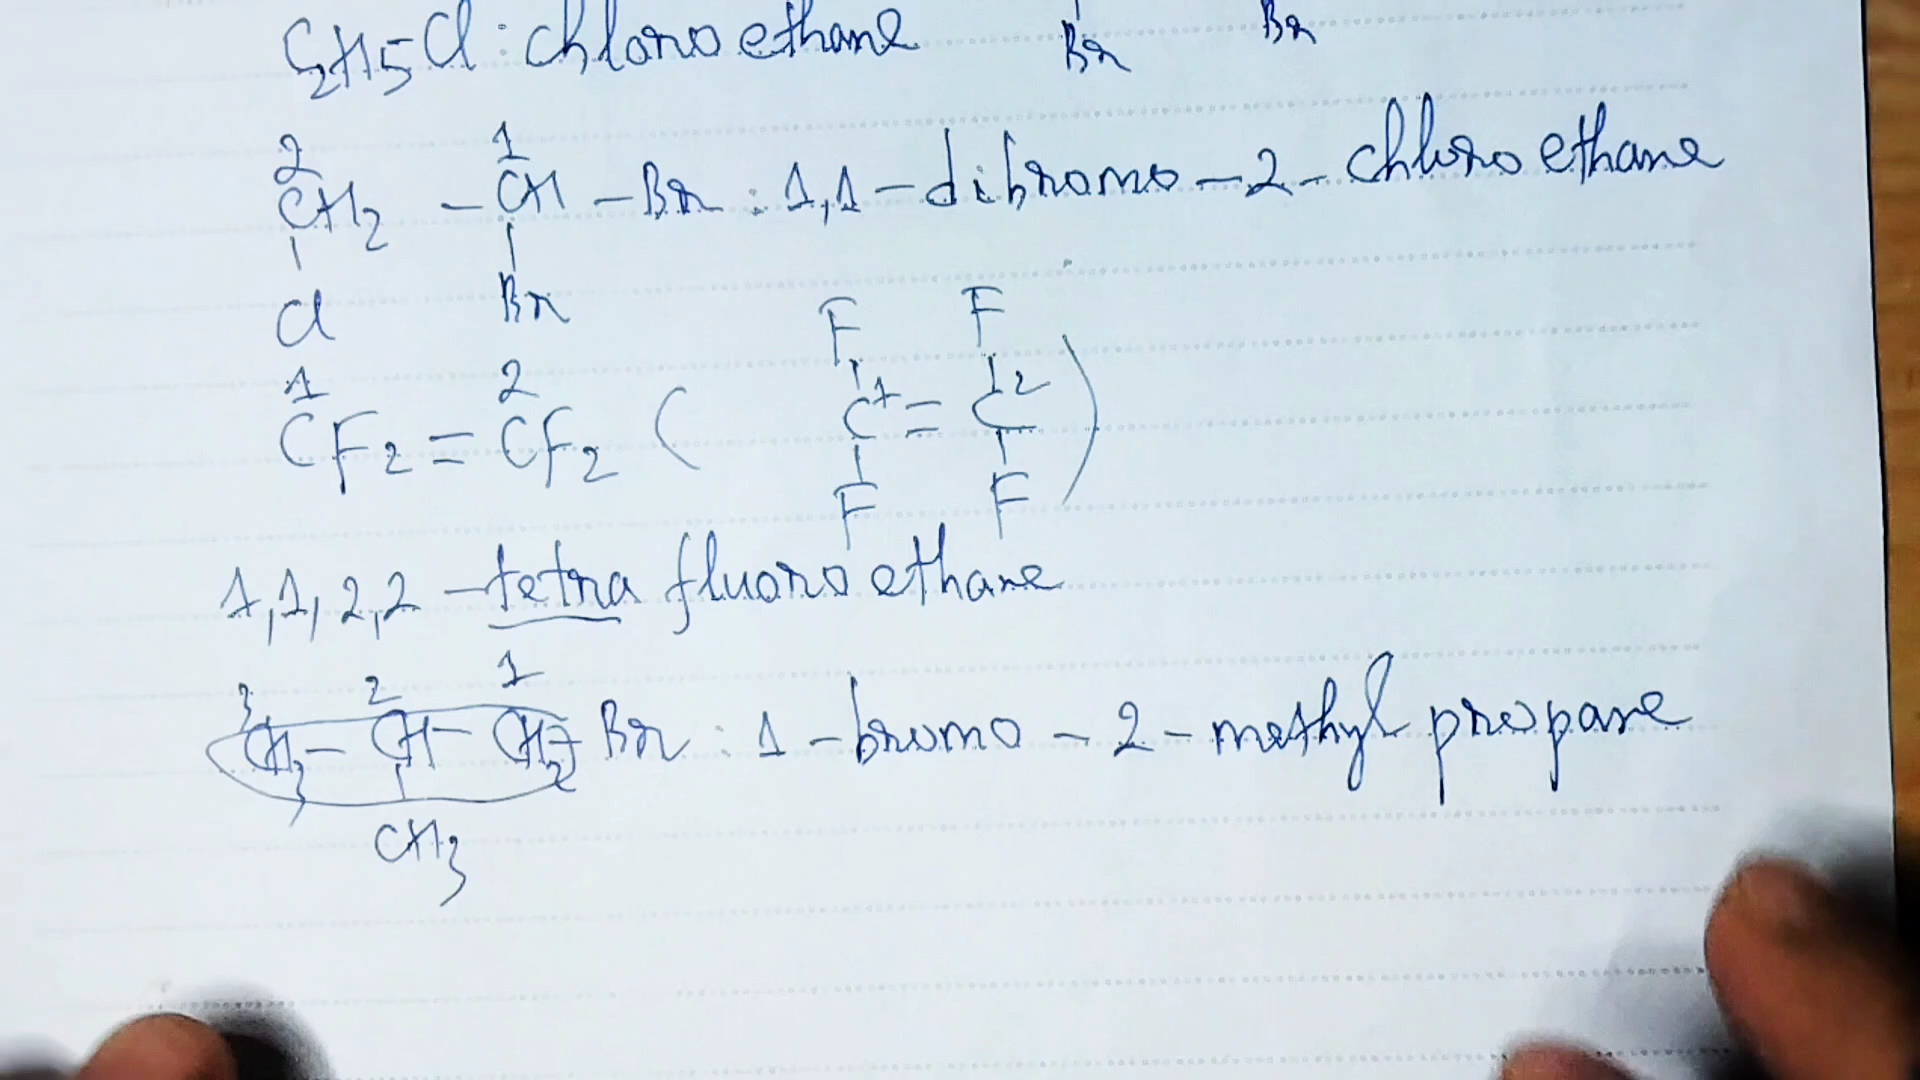 C2H5Cl : chloro ethane Br Br
2 1
CH2 - CH - Br : 1,1 - dibromo - 2 - chloro ethane
Cl Br
F F
1 2
CF2 = CF2 ( C1 = C2 )
F F
1,1,2,2 - tetra fluoro ethane
3 2 1
CH3 - CH - CH2 - Br : 1 - bromo - 2 - methyl propane
CH3